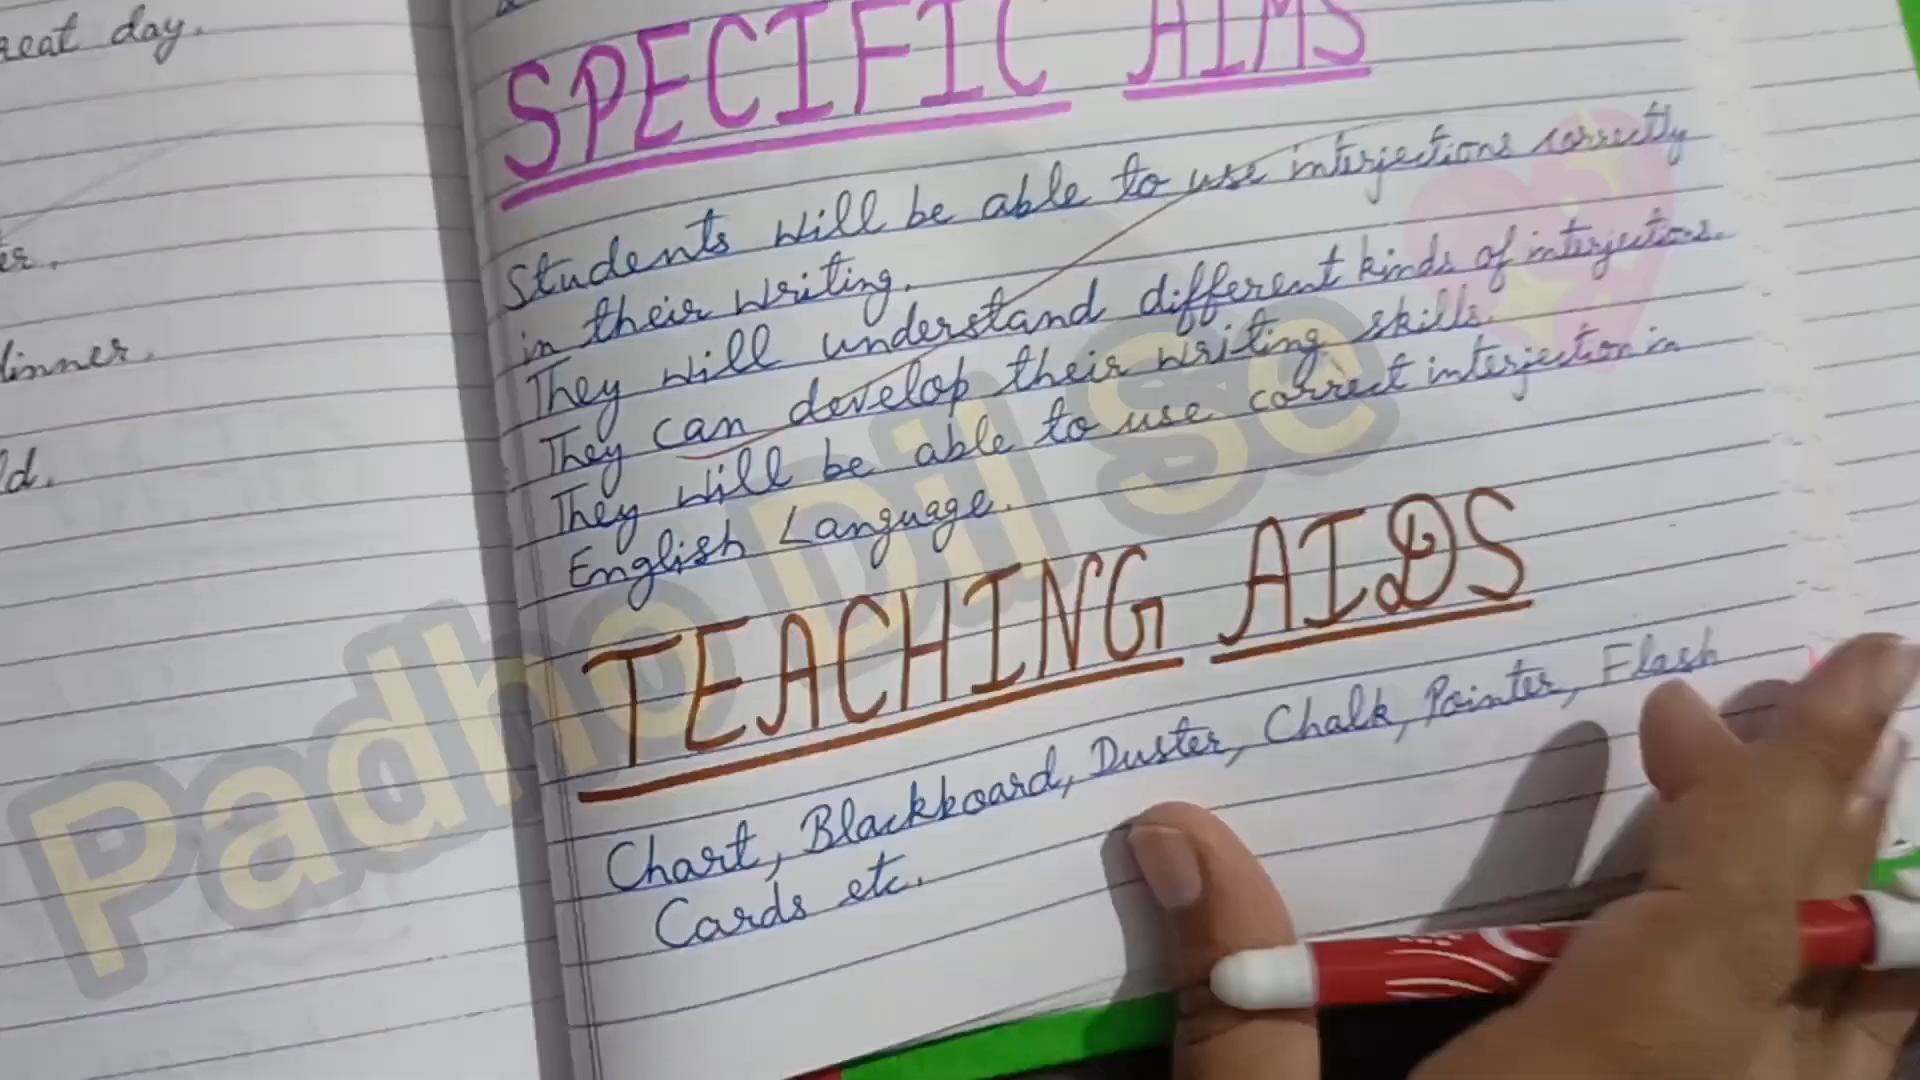 reat day.
er.
dinner.
ld.
SPECIFIC AIMS
Students will be able to use interjections correctly
in their writing.
They will understand different kinds of interjections.
They can develop their writing skills.
They will be able to use correct interjection in
English Language.
TEACHING AIDS
Chart, Blackboard, Duster, Chalk, Pointer, Flash
Cards etc.
Padho Dil Se